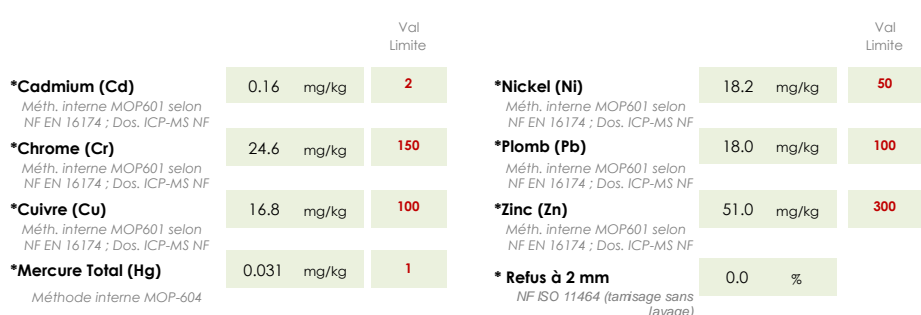 Val
Limite
*Cadmium (Cd) 0.16 mg/kg 2
Méth. interne MOP601 selon
NF EN 16174 ; Dos. ICP-MS NF
*Chrome (Cr) 24.6 mg/kg 150
Méth. interne MOP601 selon
NF EN 16174 ; Dos. ICP-MS NF
*Cuivre (Cu) 16.8 mg/kg 100
Méth. interne MOP601 selon
NF EN 16174 ; Dos. ICP-MS NF
*Mercure Total (Hg) 0.031 mg/kg 1
Méthode interne MOP-604
Val
Limite
*Nickel (Ni) 18.2 mg/kg 50
Méth. interne MOP601 selon
NF EN 16174 ; Dos. ICP-MS NF
*Plomb (Pb) 18.0 mg/kg 100
Méth. interne MOP601 selon
NF EN 16174 ; Dos. ICP-MS NF
*Zinc (Zn) 51.0 mg/kg 300
Méth. interne MOP601 selon
NF EN 16174 ; Dos. ICP-MS NF
* Refus à 2 mm 0.0 %
NF ISO 11464 (tamisage sans
lavage)